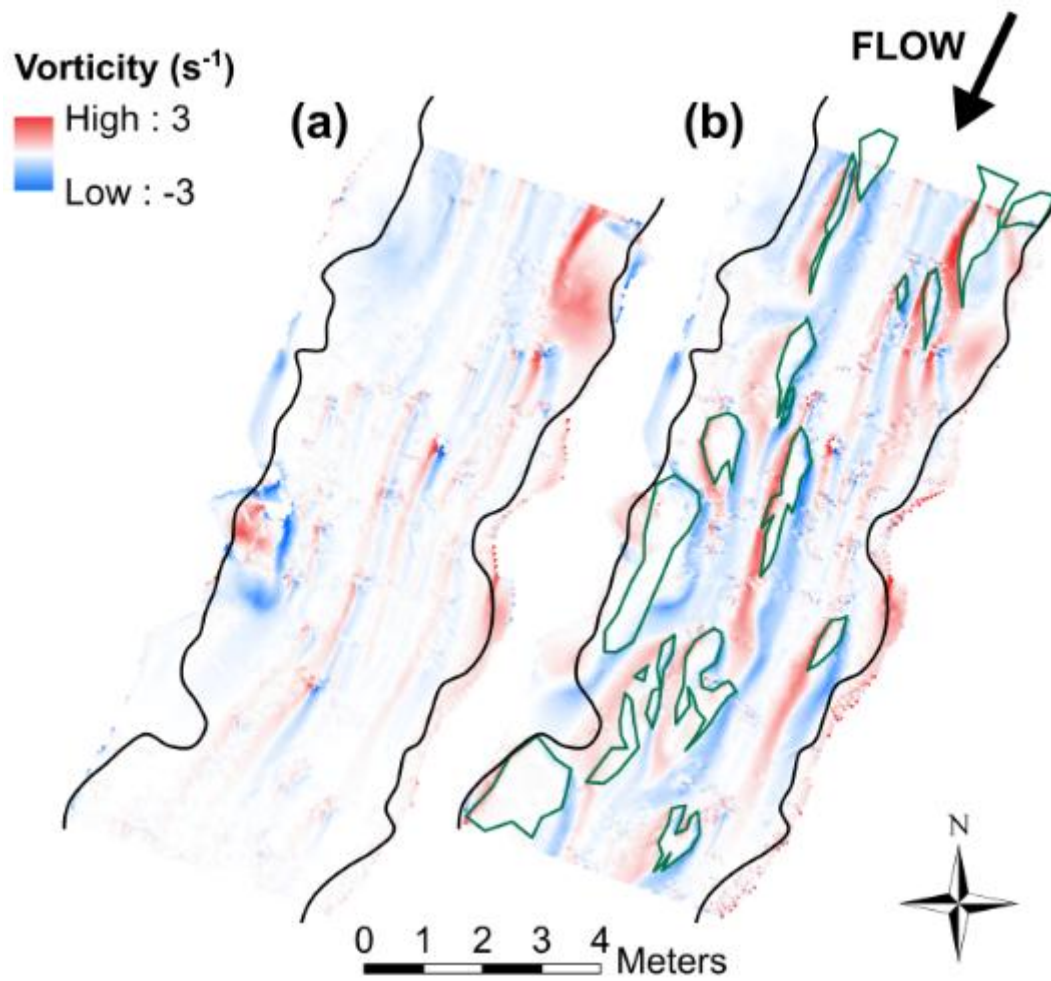 FLOW
Vorticity (s⁻¹)
High : 3
Low : -3
(a)
(b)
N
0 1 2 3 4
Meters